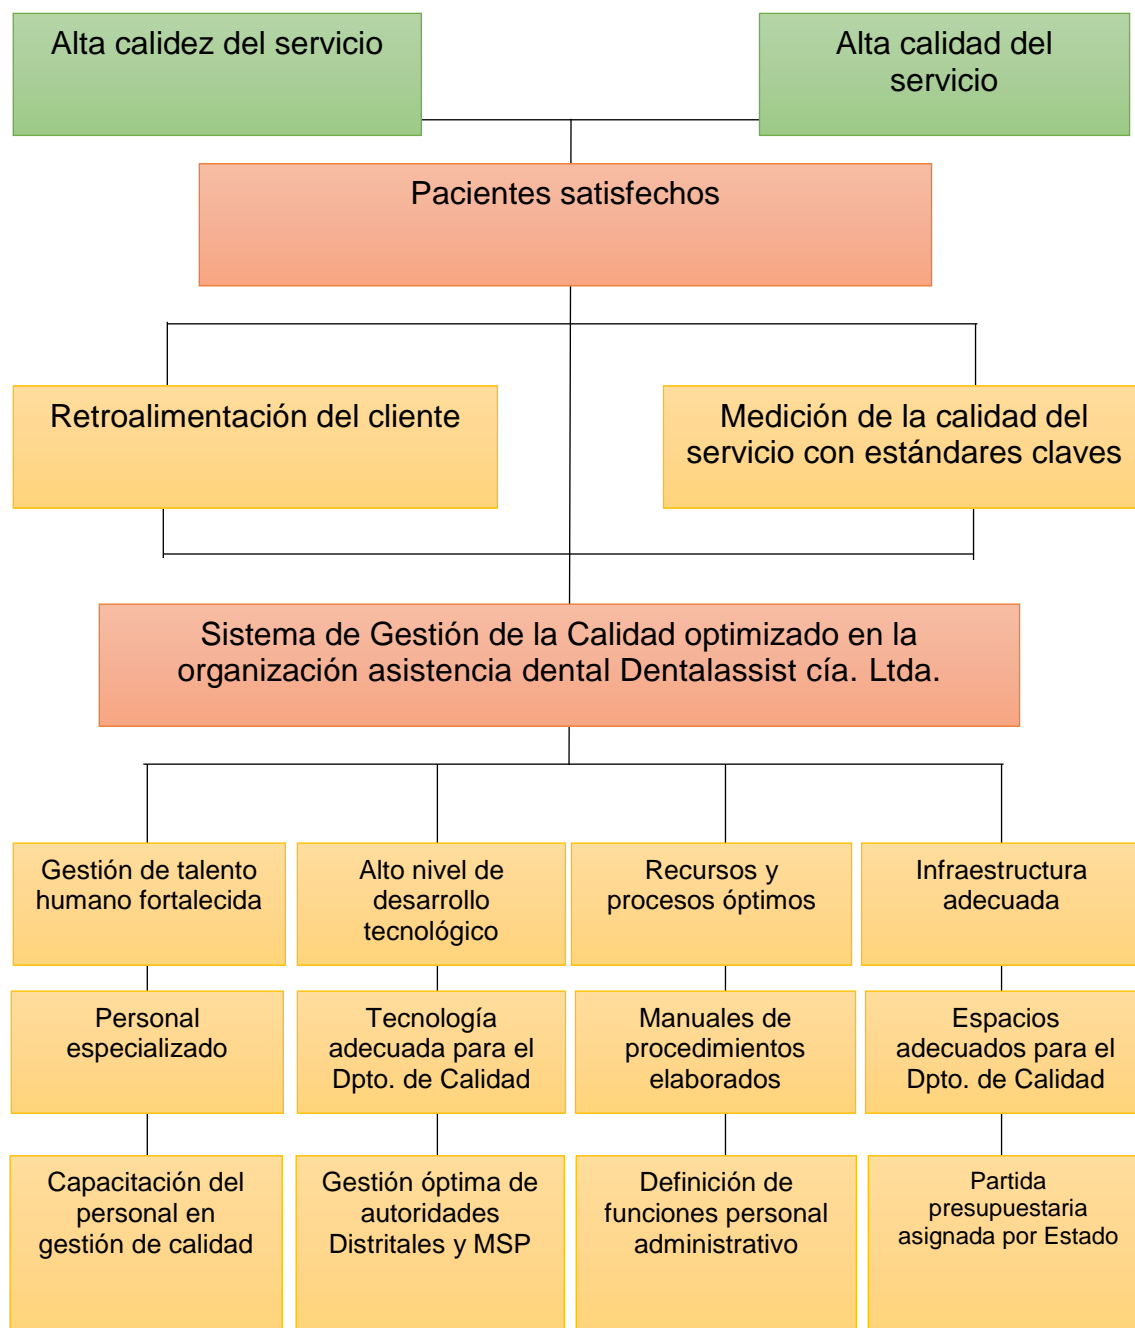 Alta calidez del servicio
Alta calidad del
servicio
Pacientes satisfechos
Retroalimentación del cliente
Medición de la calidad del
servicio con estándares claves
Sistema de Gestión de la Calidad optimizado en la
organización asistencia dental Dentalassist cía. Ltda.
Gestión de talento
humano fortalecida
Alto nivel de
desarrollo
tecnológico
Recursos y
procesos óptimos
Infraestructura
adecuada
Personal
especializado
Tecnología
adecuada para el
Dpto. de Calidad
Manuales de
procedimientos
elaborados
Espacios
adecuados para el
Dpto. de Calidad
Capacitación del
personal en
gestión de calidad
Gestión óptima de
autoridades
Distritales y MSP
Definición de
funciones personal
administrativo
Partida
presupuestaria
asignada por Estado